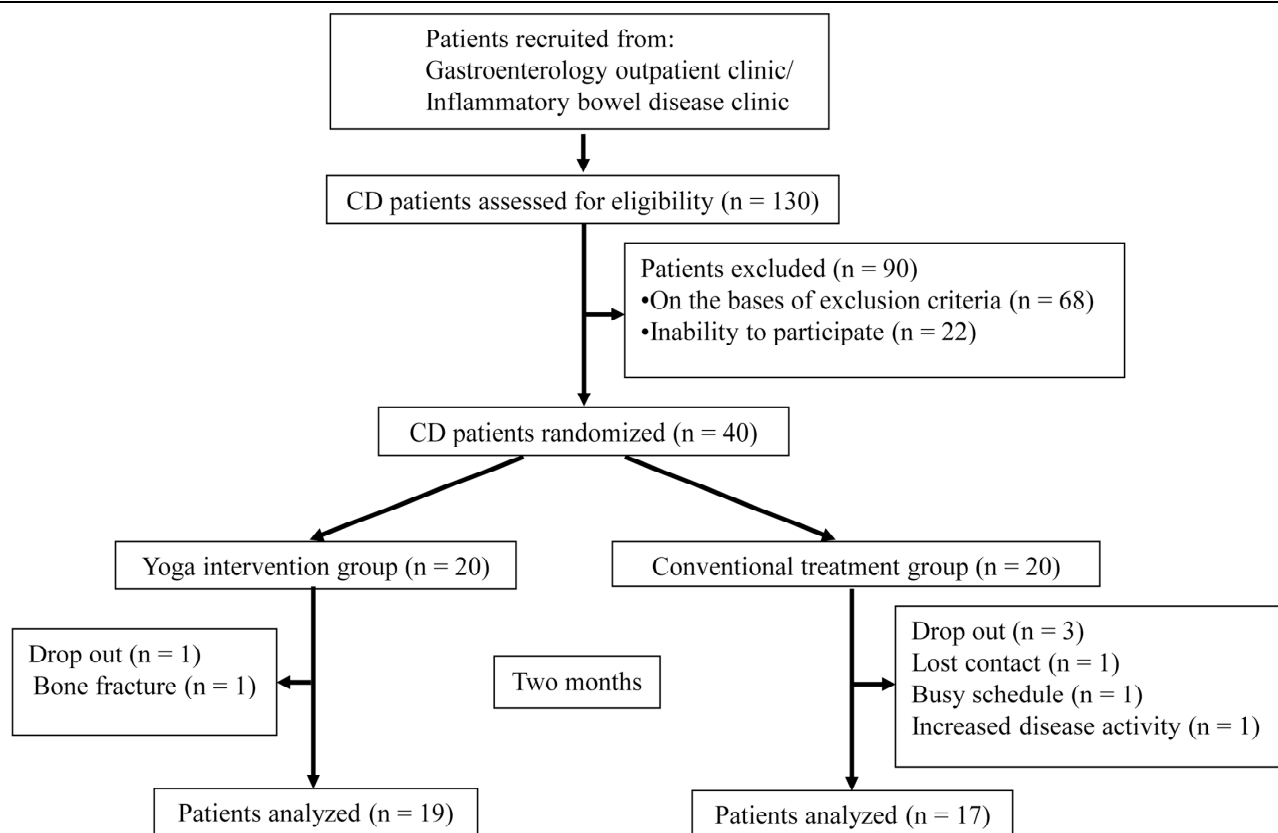 Patients recruited from:
Gastroenterology outpatient clinic/
Inflammatory bowel disease clinic
CD patients assessed for eligibility (n = 130)
Patients excluded (n = 90)
•On the bases of exclusion criteria (n = 68)
•Inability to participate (n = 22)
CD patients randomized (n = 40)
Yoga intervention group (n = 20)
Conventional treatment group (n = 20)
Drop out (n = 1)
Bone fracture (n = 1)
Two months
Drop out (n = 3)
Lost contact (n = 1)
Busy schedule (n = 1)
Increased disease activity (n = 1)
Patients analyzed (n = 19)
Patients analyzed (n = 17)